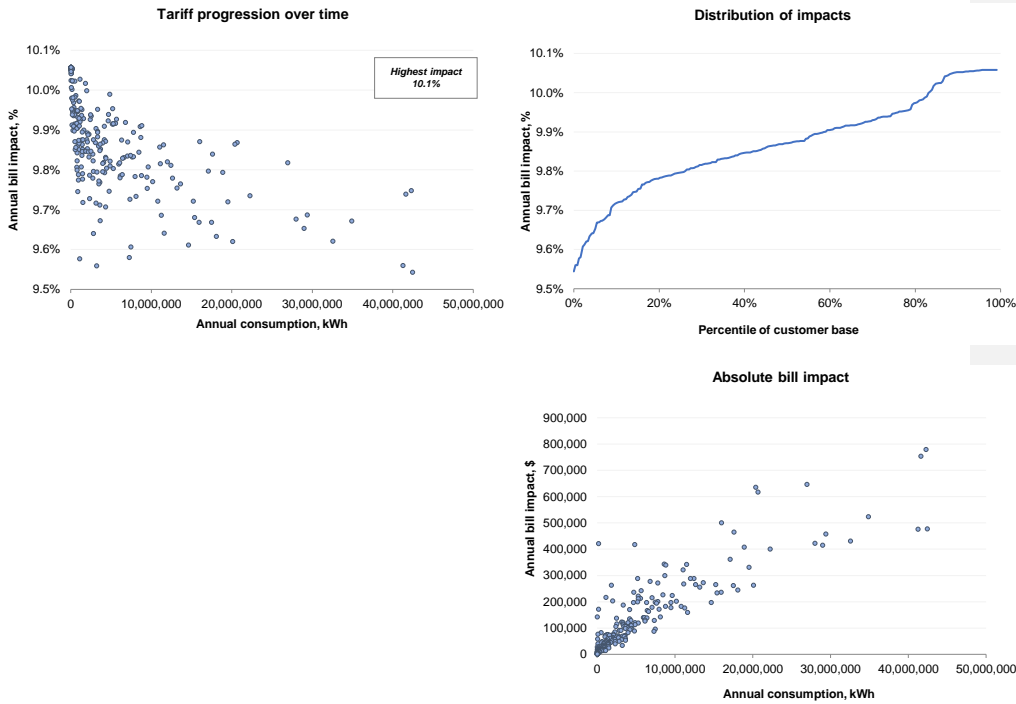 Tariff progression over time
10.1%
10.0%
9.9%
9.8%
9.7%
9.6%
9.5%
Annual bill impact, %
Highest impact
10.1%
0 10,000,000 20,000,000 30,000,000 40,000,000 50,000,000
Annual consumption, kWh
Distribution of impacts
10.1%
10.0%
9.9%
9.8%
9.7%
9.6%
9.5%
Annual bill impact, %
0% 20% 40% 60% 80% 100%
Percentile of customer base
Absolute bill impact
900,000
800,000
700,000
600,000
500,000
400,000
300,000
200,000
100,000
0
Annual bill impact, $
0 10,000,000 20,000,000 30,000,000 40,000,000 50,000,000
Annual consumption, kWh